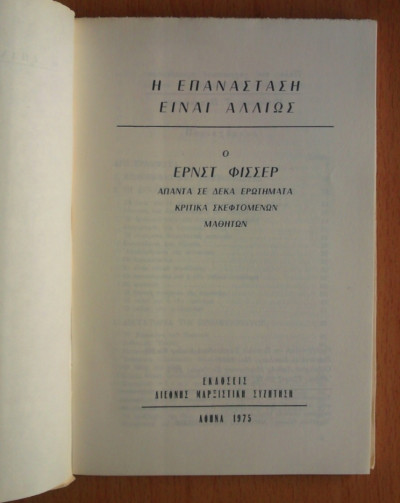 Η ΕΠΑΝΑΣΤΑΣΗ
ΕΙΝΑΙ ΑΛΛΙΩΣ
Ο
ΕΡΝΣΤ ΦΙΣΣΕΡ
ΑΠΑΝΤΑ ΣΕ ΔΕΚΑ ΕΡΩΤΗΜΑΤΑ
ΚΡΙΤΙΚΑ ΣΚΕΦΤΟΜΕΝΩΝ
ΜΑΘΗΤΩΝ
ΕΚΔΟΣΕΙΣ
ΔΙΕΘΝΗΣ ΜΑΡΞΙΣΤΙΚΗ ΣΥΖΗΤΗΣΗ
ΑΘΗΝΑ 1975